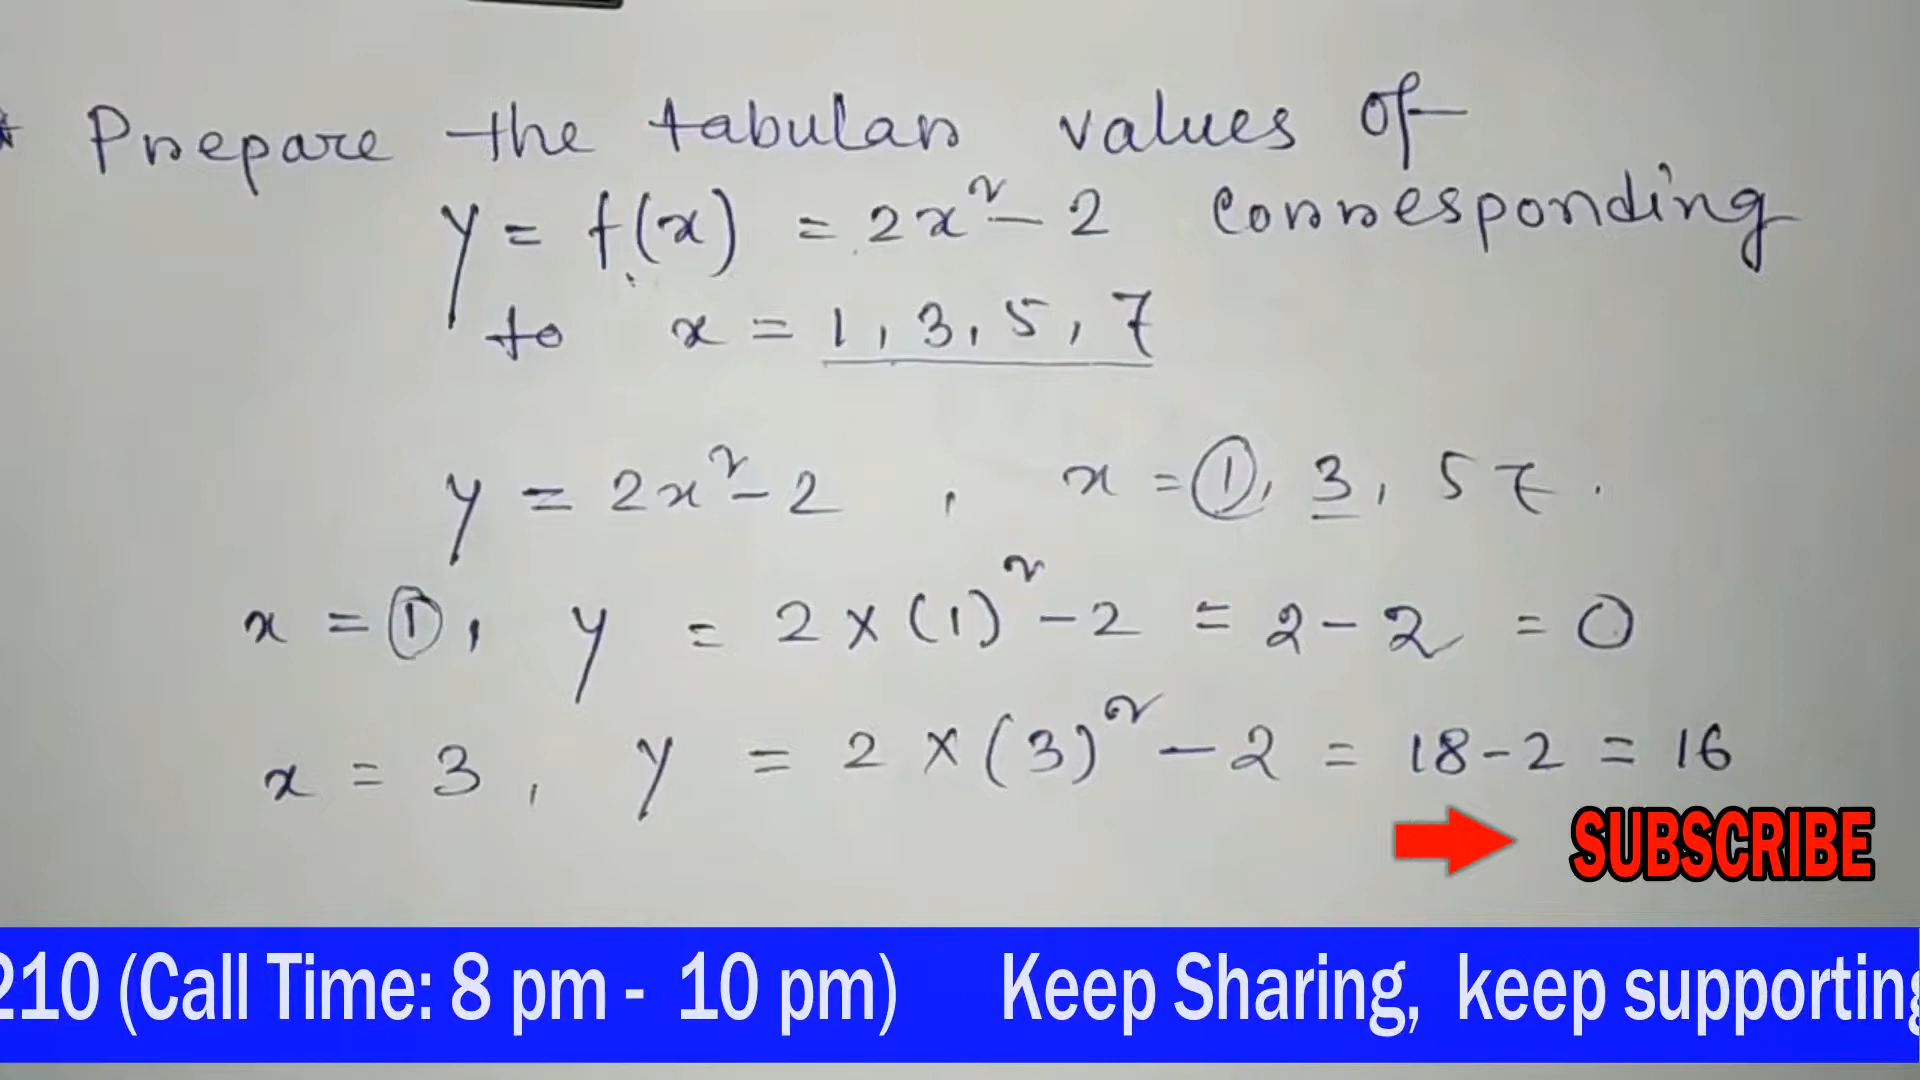 * Prepare the tabular values of
y = f(x) = 2x² - 2 corresponding
to x = 1, 3, 5, 7
y = 2x² - 2 , x = 1, 3, 5 7 .
x = 1, y = 2 × (1)² - 2 = 2 - 2 = 0
x = 3, y = 2 × (3)² - 2 = 18 - 2 = 16
SUBSCRIBE
210 (Call Time: 8 pm - 10 pm) Keep Sharing, keep supporting